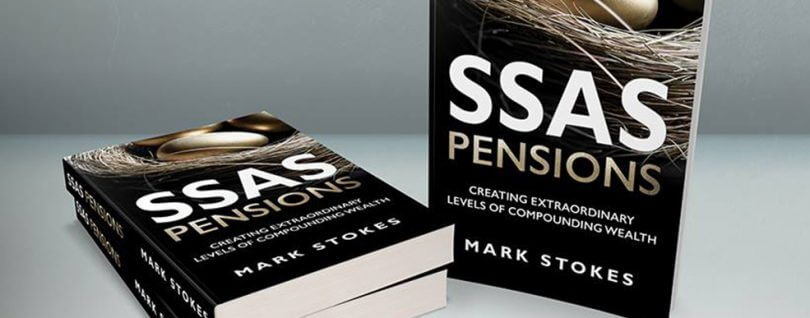 SSAS
PENSIONS
CREATING EXTRAORDINARY
LEVELS OF COMPOUNDING WEALTH
MARK STOKES
SSAS PENSIONS
MARK STOKES
SSAS PENSIONS
SSAS
PENSIONS
CREATING EXTRAORDINARY
LEVELS OF COMPOUNDING WEALTH
MARK STOKES